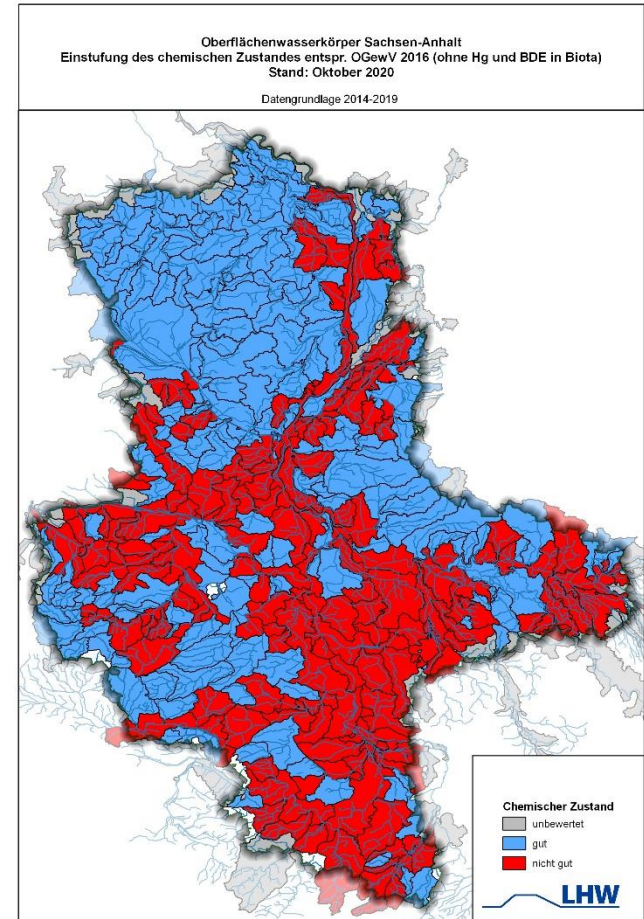 Oberflächenwasserkörper Sachsen-Anhalt
Einstufung des chemischen Zustandes entspr. OGewV 2016 (ohne Hg und BDE in Biota)
Stand: Oktober 2020
Datengrundlage 2014-2019
Chemischer Zustand
unbewertet
gut
nicht gut
LHW